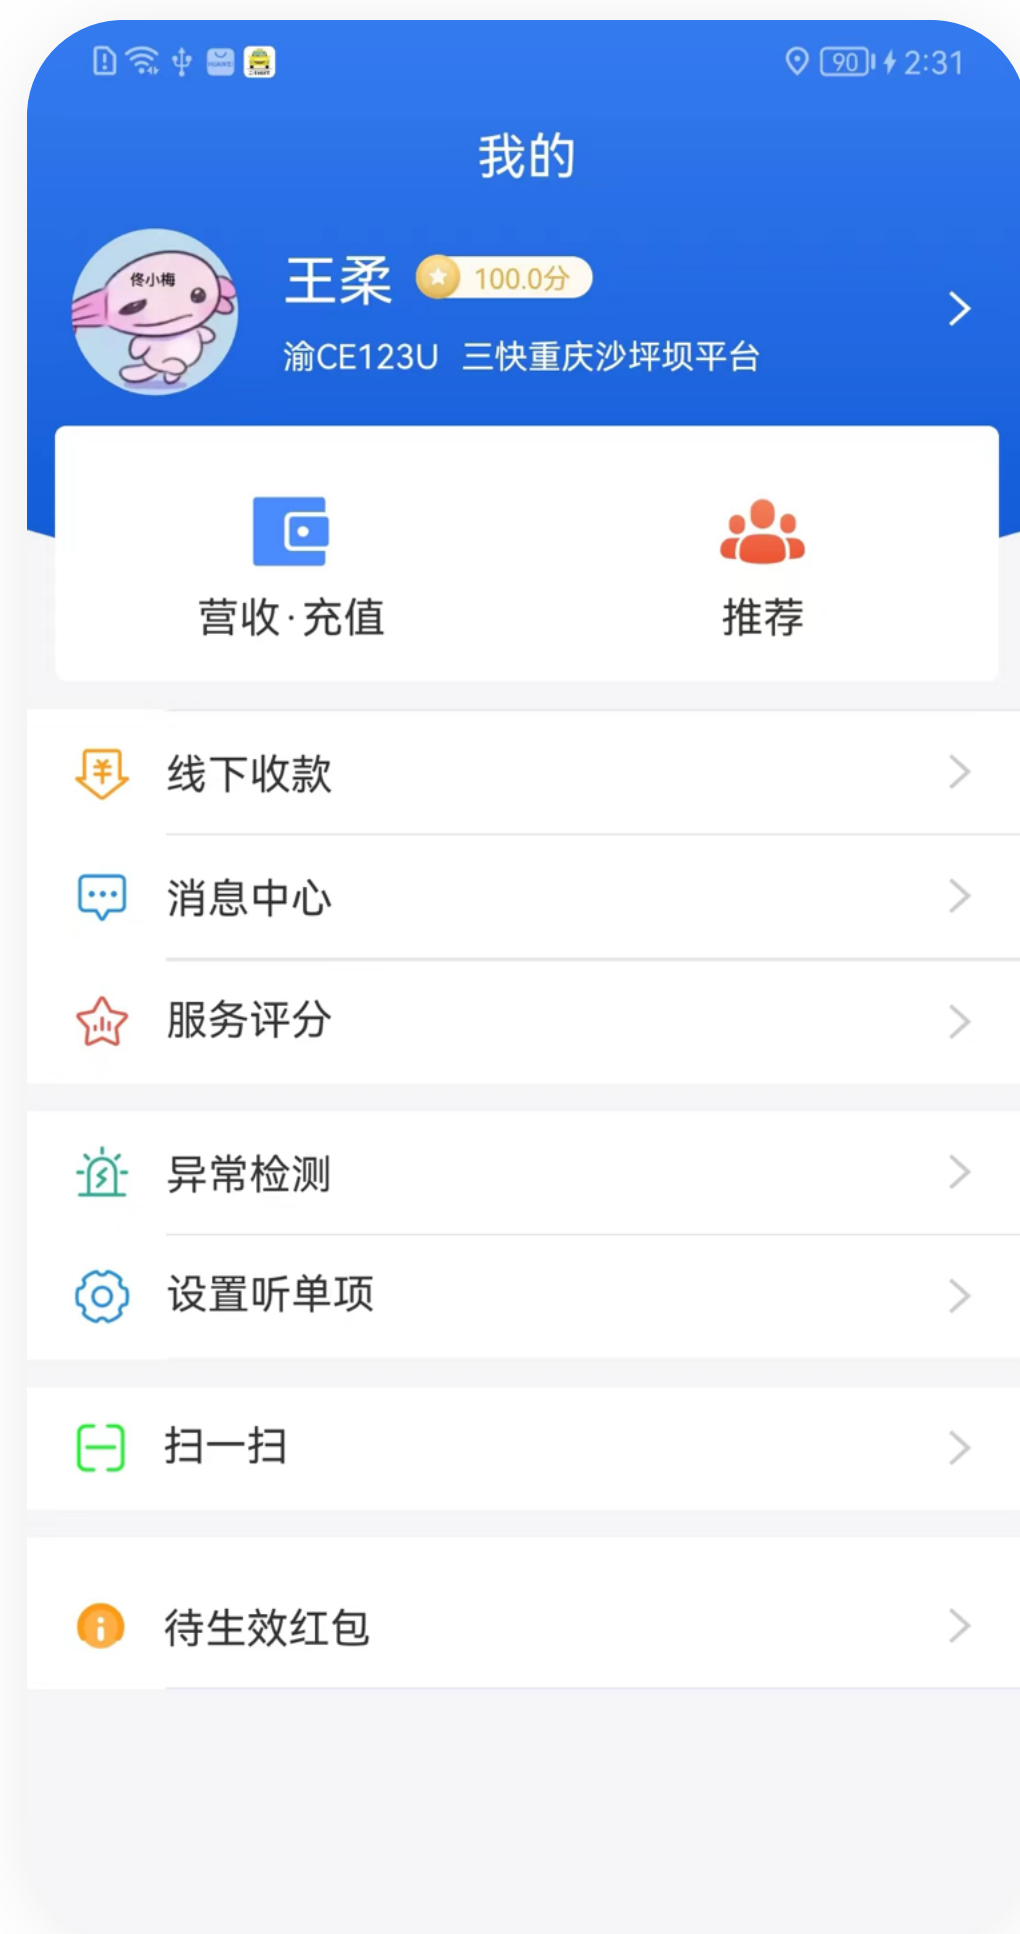 90 2:31
我的
佟小梅
王柔 100.0分
渝CE123U 三快重庆沙坪坝平台
营收·充值
推荐
线下收款
消息中心
服务评分
异常检测
设置听单项
扫一扫
待生效红包